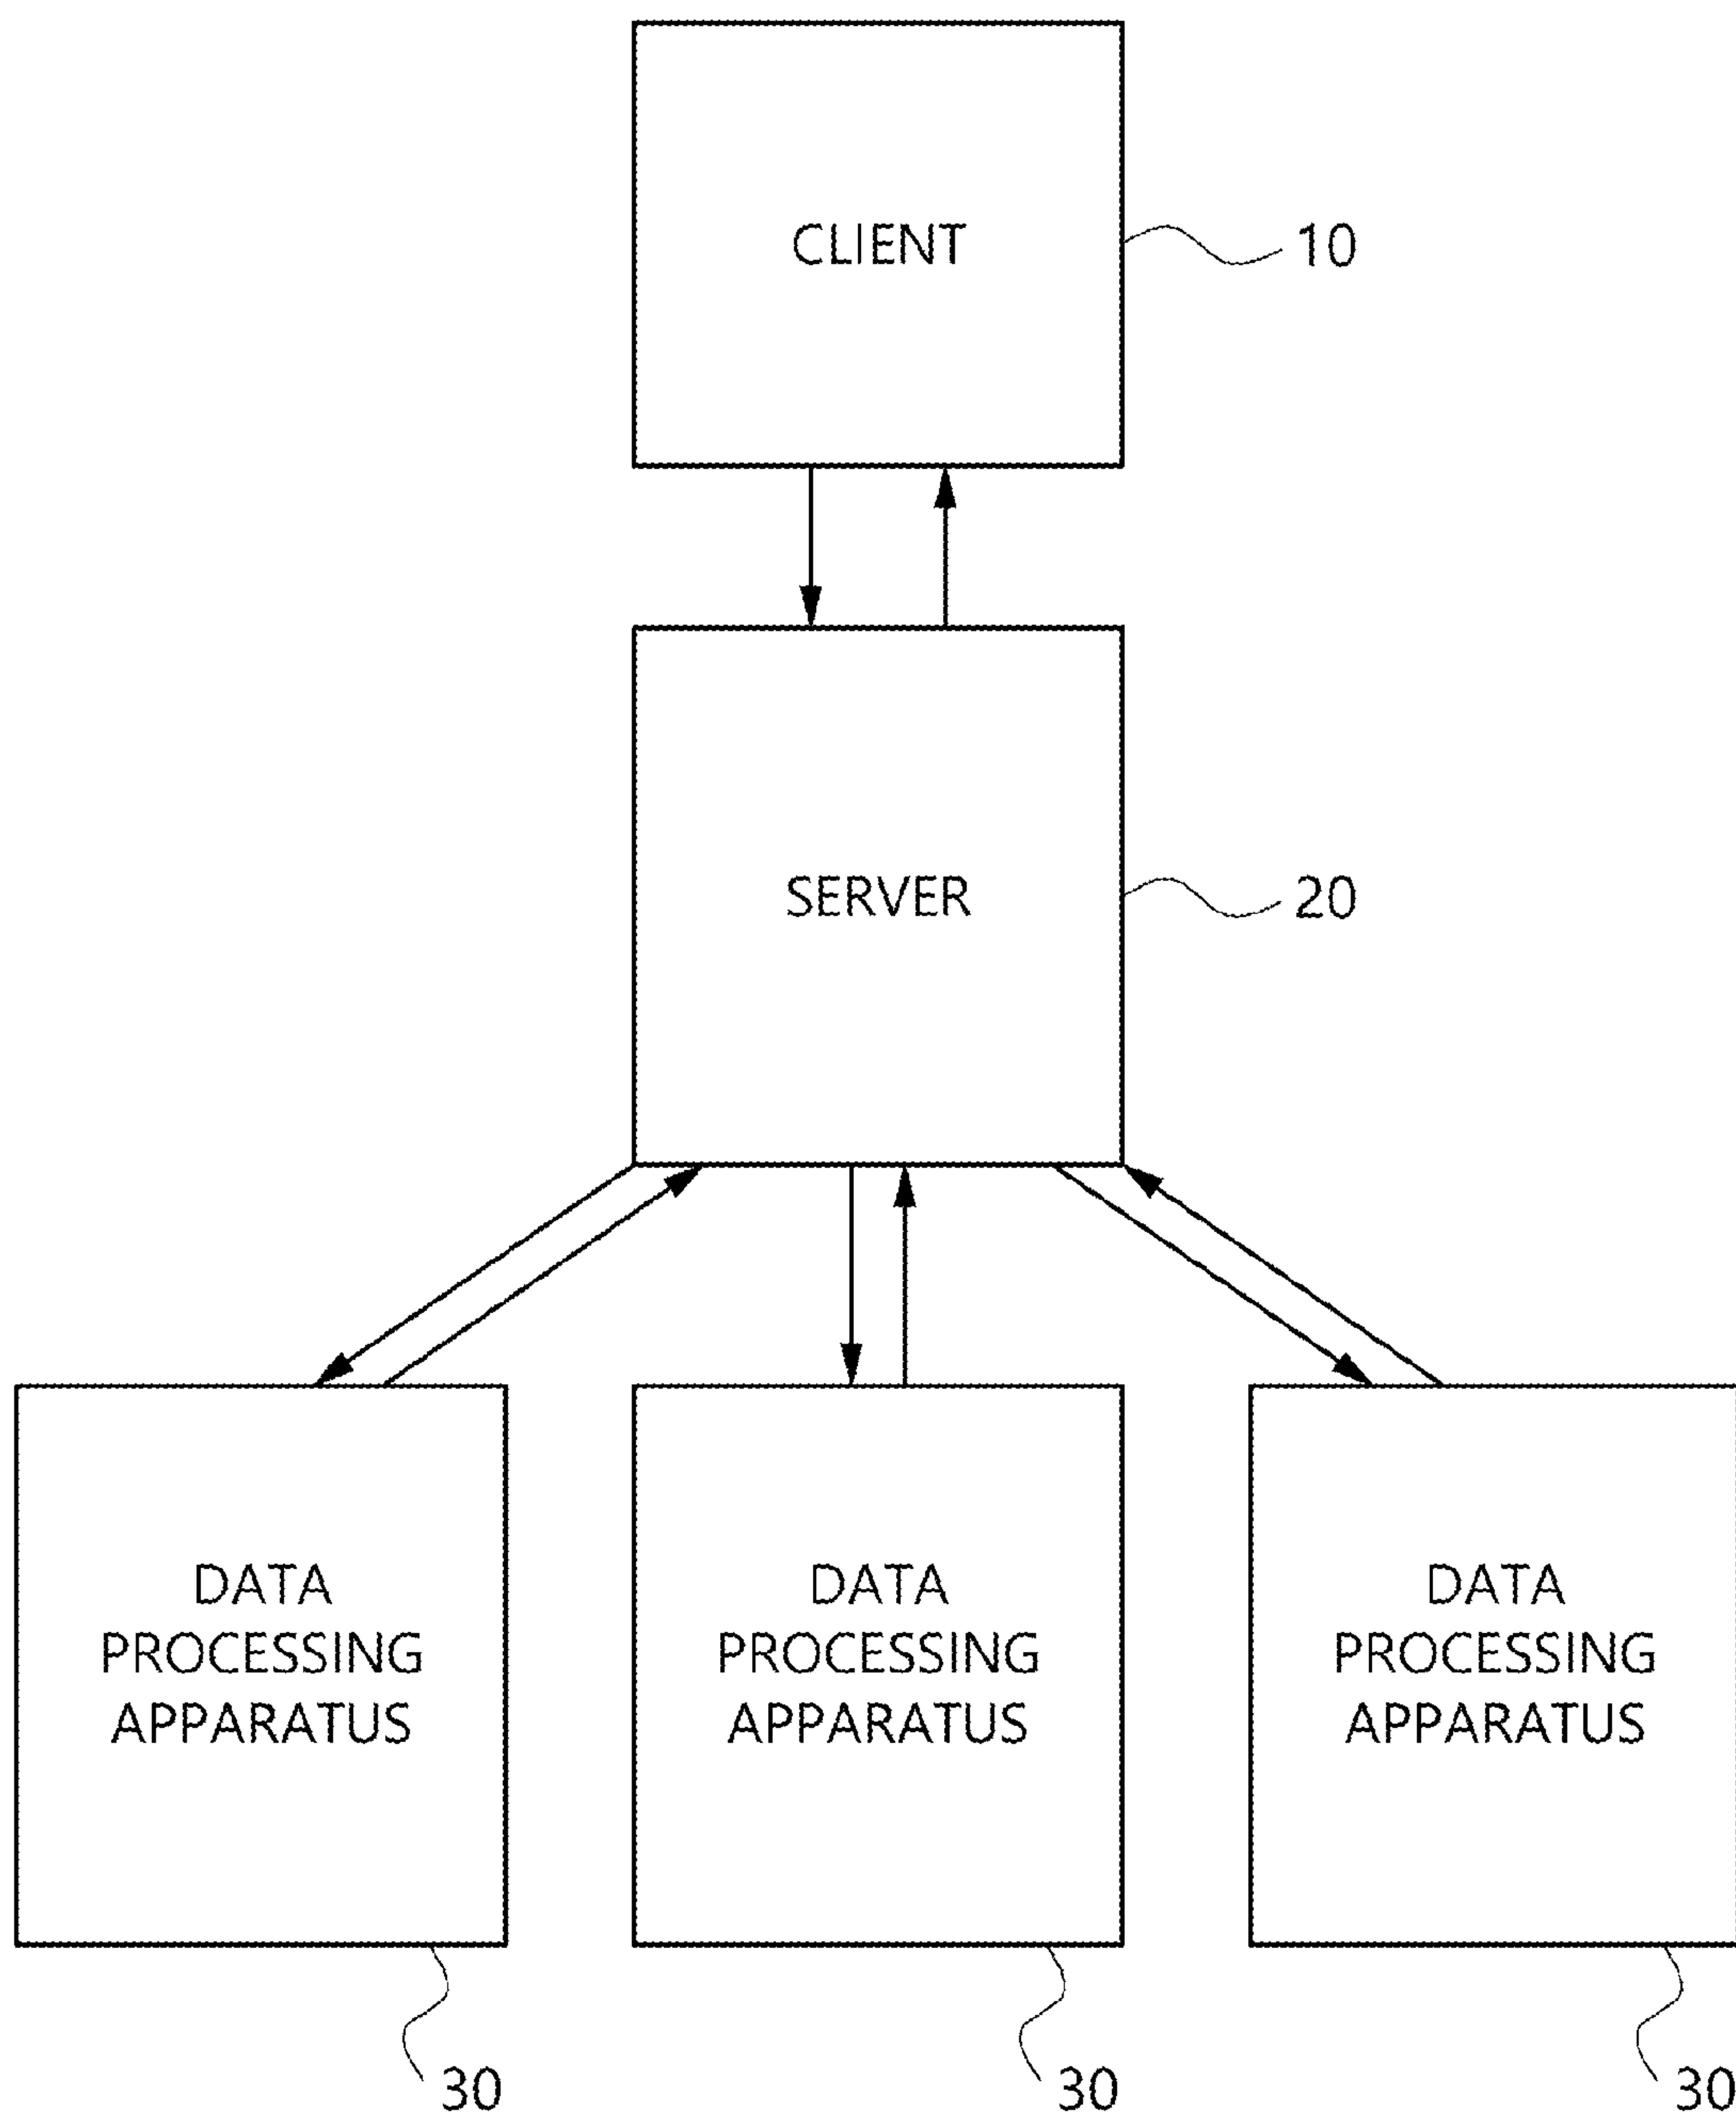 CLIENT
10
SERVER
20
DATA
PROCESSING
APPARATUS
DATA
PROCESSING
APPARATUS
DATA
PROCESSING
APPARATUS
30
30
30